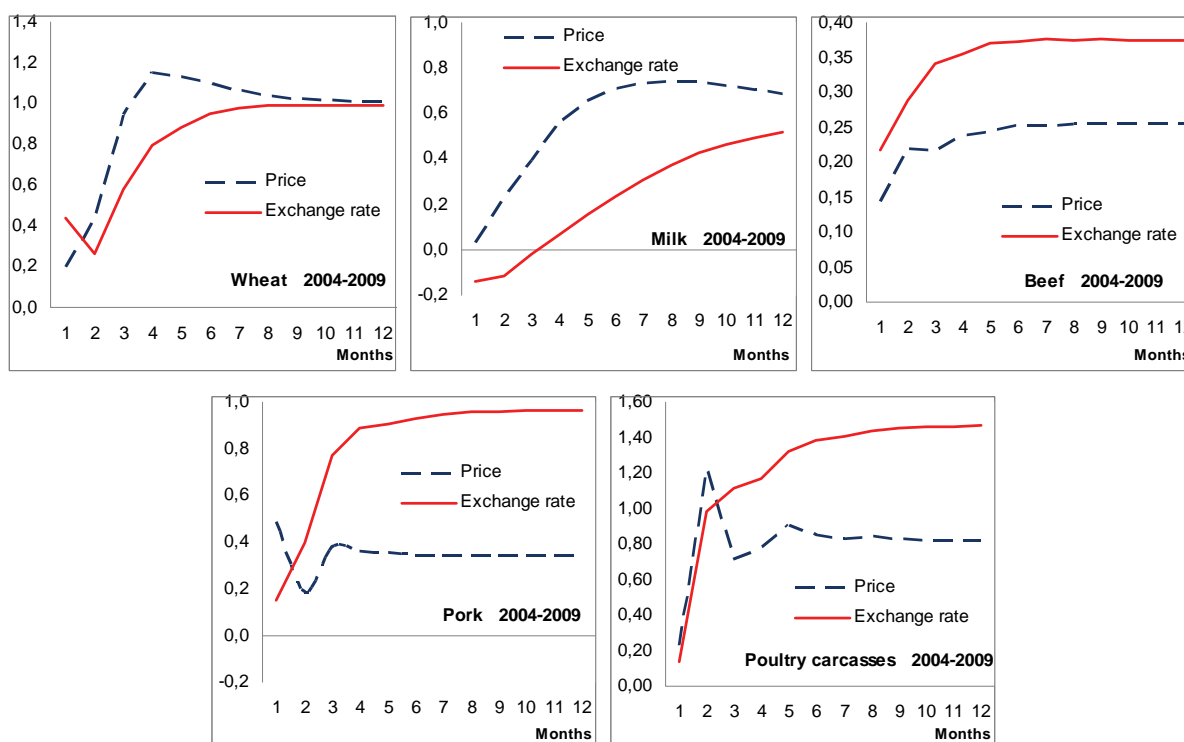 1,4
1,2
1,0
0,8
0,6
0,4
0,2
0,0
Price
Exchange rate
Wheat 2004-2009
1 2 3 4 5 6 7 8 9 10 11 12
Months
1,0
0,8
0,6
0,4
0,2
0,0
-0,2
Price
Exchange rate
Milk 2004-2009
1 2 3 4 5 6 7 8 9 10 11 12
Months
0,40
0,35
0,30
0,25
0,20
0,15
0,10
0,05
0,00
Price
Exchange rate
Beef 2004-2009
1 2 3 4 5 6 7 8 9 10 11 12
Months
1,0
0,8
0,6
0,4
0,2
0,0
-0,2
Price
Exchange rate
Pork 2004-2009
1 2 3 4 5 6 7 8 9 10 11 12
Months
1,60
1,40
1,20
1,00
0,80
0,60
0,40
0,20
0,00
Price
Exchange rate
Poultry carcasses 2004-2009
1 2 3 4 5 6 7 8 9 10 11 12
Months